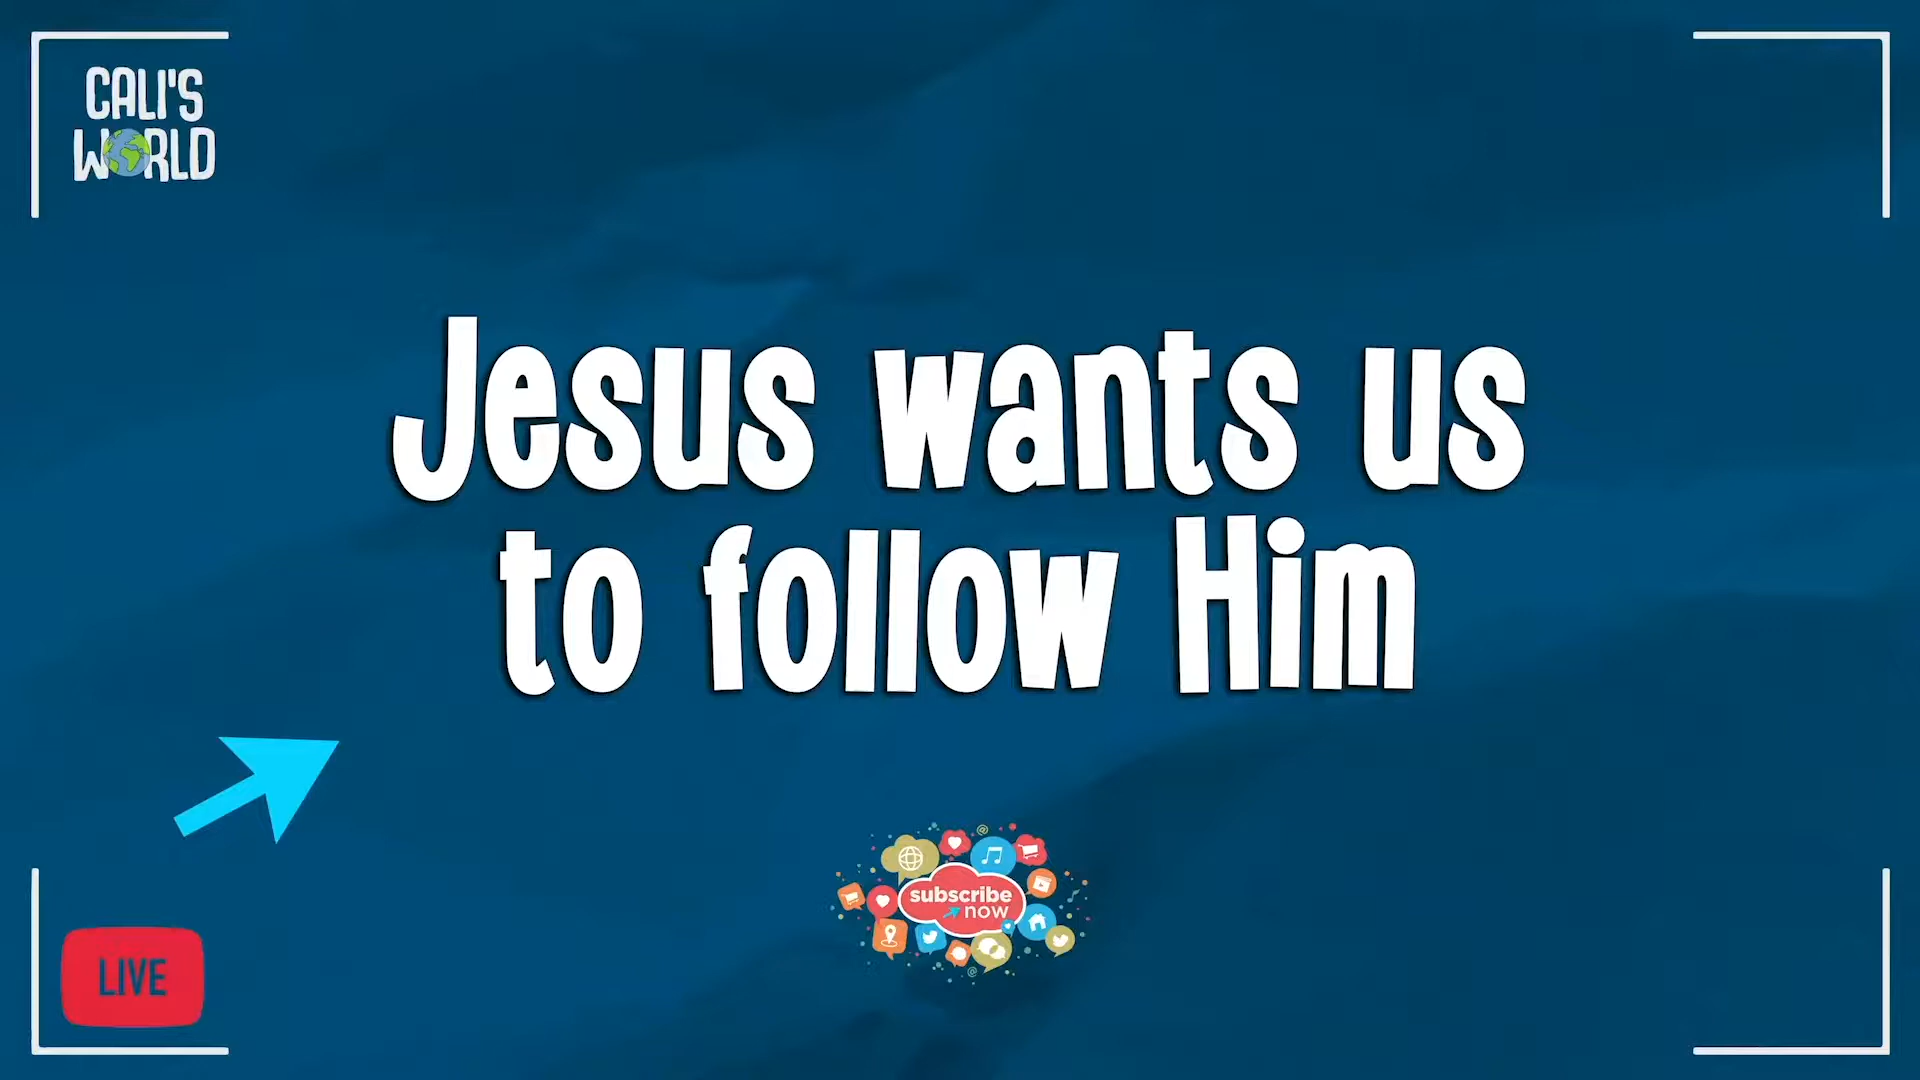 CALI'S
WORLD
Jesus wants us
to follow Him
subscribe
now
LIVE